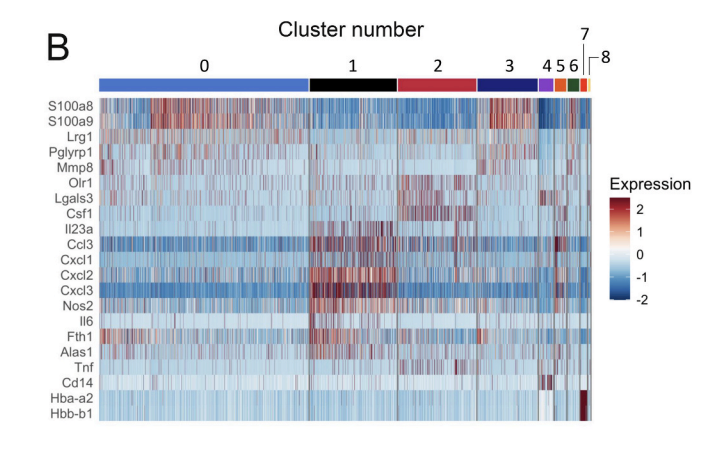 B
Cluster number
0 1 2 3 4 5 6 7 8
S100a8
S100a9
Lrg1
Pglyrp1
Mmp8
Olr1
Lgals3
Csf1
Il23a
Ccl3
Cxcl1
Cxcl2
Cxcl3
Nos2
Il6
Fth1
Alas1
Tnf
Cd14
Hba-a2
Hbb-b1
Expression
2
1
0
-1
-2